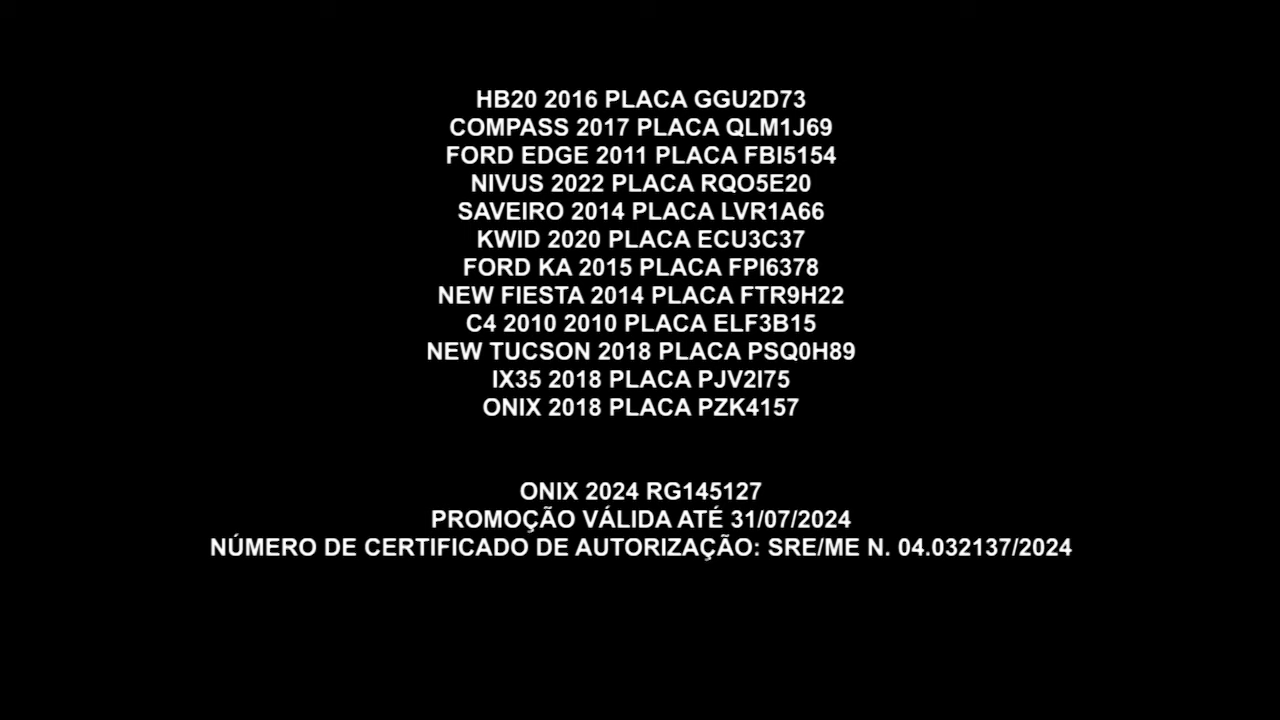 HB20 2016 PLACA GGU2D73
COMPASS 2017 PLACA QLM1J69
FORD EDGE 2011 PLACA FBI5154
NIVUS 2022 PLACA RQO5E20
SAVEIRO 2014 PLACA LVR1A66
KWID 2020 PLACA ECU3C37
FORD KA 2015 PLACA FPI6378
NEW FIESTA 2014 PLACA FTR9H22
C4 2010 2010 PLACA ELF3B15
NEW TUCSON 2018 PLACA PSQ0H89
IX35 2018 PLACA PJV2I75
ONIX 2018 PLACA PZK4157
ONIX 2024 RG145127
PROMOÇÃO VÁLIDA ATÉ 31/07/2024
NÚMERO DE CERTIFICADO DE AUTORIZAÇÃO: SRE/ME N. 04.032137/2024